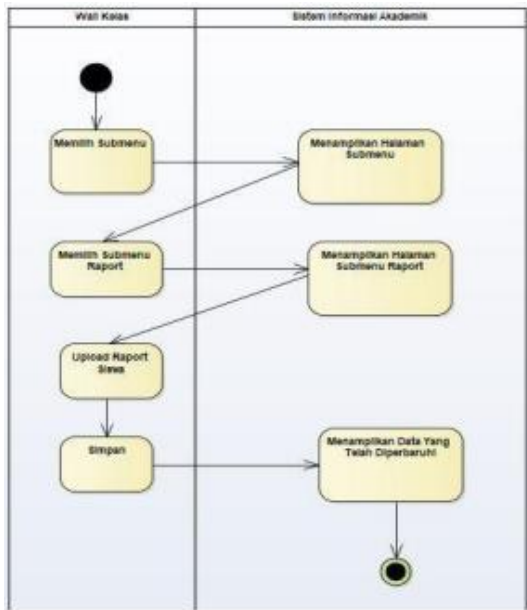 Wali Kelas
Sistem Informasi Akademik
Memilih Submenu
Menampilkan Halaman
Submenu
Memilih Submenu
Raport
Menampilkan Halaman
Submenu Raport
Upload Raport
Siswa
Simpan
Menampilkan Data Yang
Telah Diperbaruhi